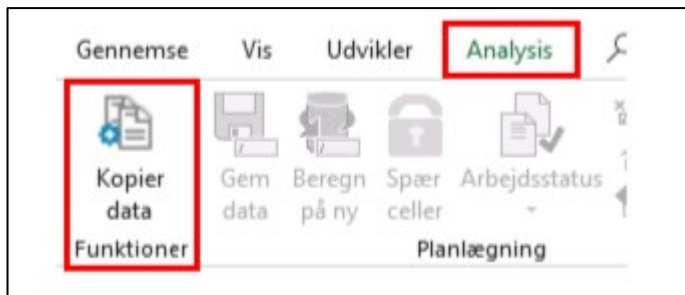 Gennemse Vis Udvikler Analysis
Kopier Gem Beregn Spær Arbejdsstatus
data data på ny celler
Funktioner Planlægning